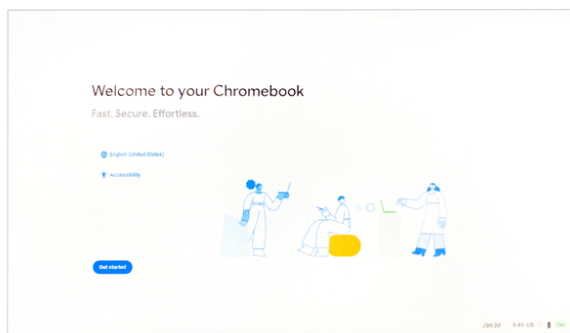 Welcome to your Chromebook
Fast. Secure. Effortless.
English (United States)
Accessibility
Get started
Jan 20